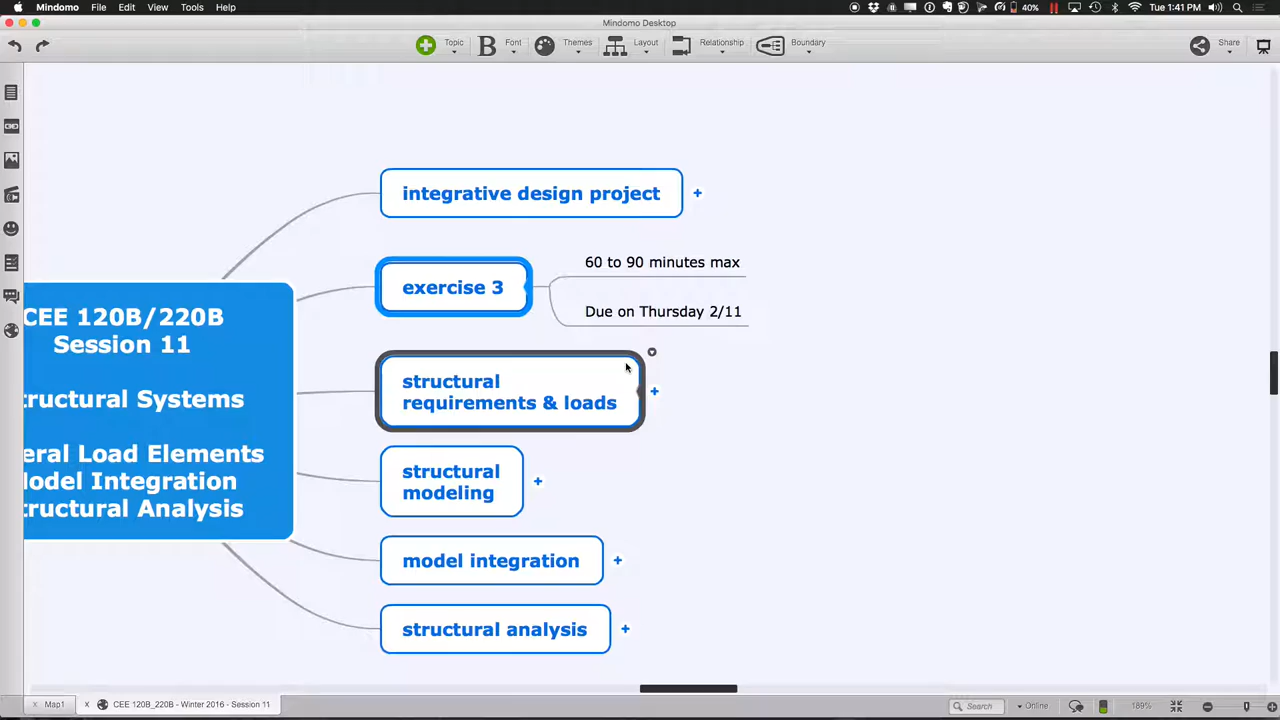 Mindomo File Edit View Tools Help 40% Tue 1:41 PM
Mindomo Desktop
Topic Font Themes Layout Relationship Boundary Share
integrative design project +
60 to 90 minutes max
exercise 3
Due on Thursday 2/11
CEE 120B/220B
Session 11
structural
requirements & loads +
tructural Systems
eral Load Elements
odel Integration
tructural Analysis
structural
modeling +
model integration +
structural analysis +
x Map1 x CEE 120B_220B - Winter 2016 - Session 11 Search Online 189%